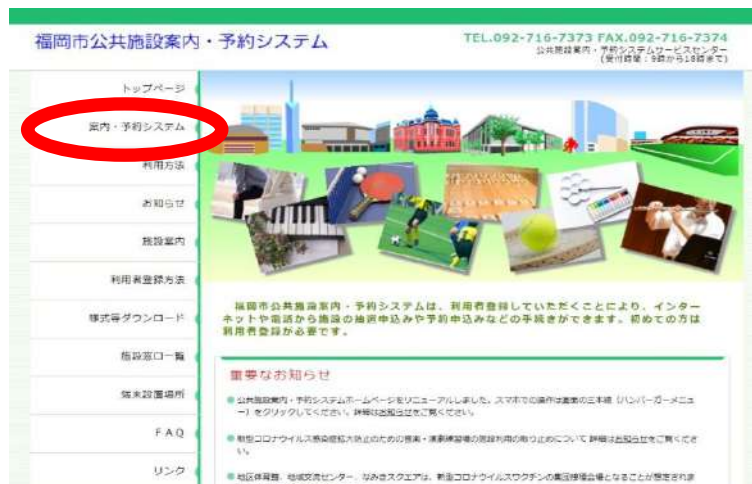 福岡市公共施設案内・予約システム
TEL.092-716-7373 FAX.092-716-7374
公共施設案内・予約システムサービスセンター
(受付時間：9時から18時まで)
トップページ
案内・予約システム
利用方法
お知らせ
施設案内
利用者登録方法
様式等ダウンロード
施設窓口一覧
端末設置場所
FAQ
リンク
福岡市公共施設案内・予約システムは、利用者登録していただくことにより、インター
ネットや電話から施設の抽選申込みや予約申込みなどの手続きができます。初めての方は
利用者登録が必要です。
重要なお知らせ
公共施設案内・予約システムホームページをリニューアルしました。スマホでの操作は画面の三本線（ハンバーガーメニュ
ー）をクリックしてください。詳細はお知らせをご覧ください。
新型コロナウイルス感染症拡大防止のための音楽・演劇練習場の施設利用の取り止めについて 詳細はお知らせをご覧くださ
い。
地区体育館、地域交流センター、なみきスクエアは、新型コロナウイルスワクチンの集団接種会場となることが想定されま